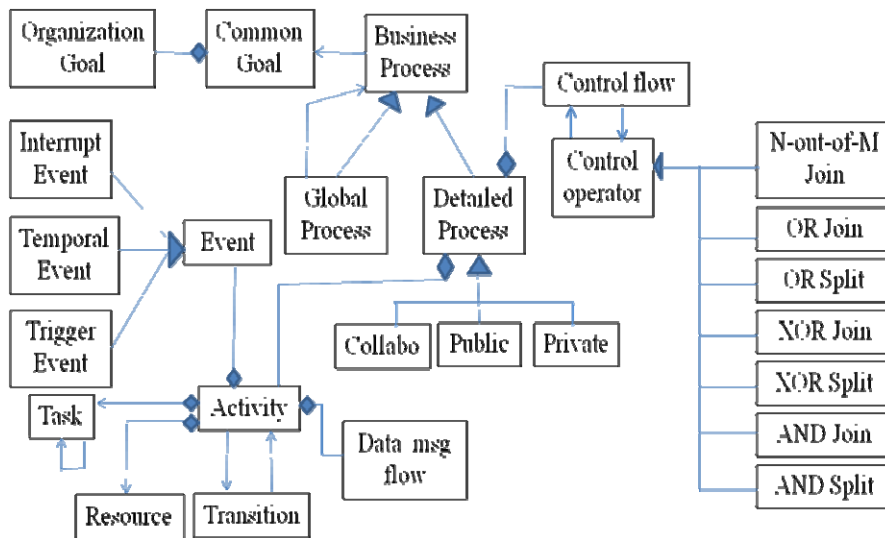 Organization
Goal
Common
Goal
Business
Process
Control flow
Interrupt
Event
N-out-of-M
Join
Control
operator
Global
Process
Detailed
Process
Temporal
Event
Event
OR Join
OR Split
Trigger
Event
XOR Join
Collabo
Public
Private
XOR Split
Task
Activity
Data msg
flow
AND Join
AND Split
Resource
Transition